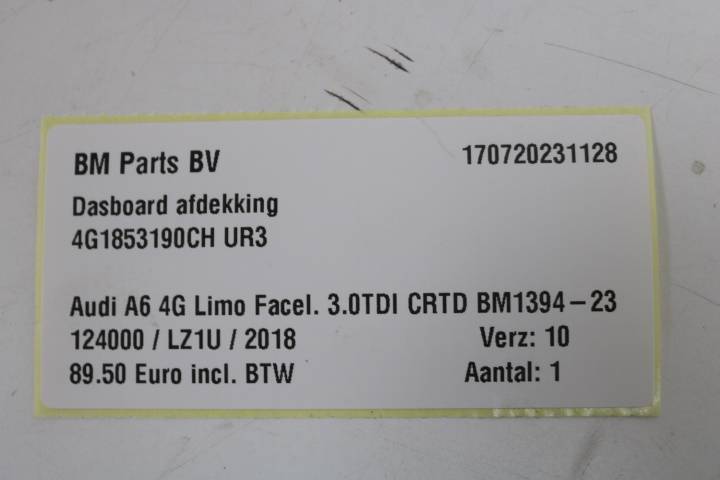 BM Parts BV 170720231128
Dasboard afdekking
4G1853190CH UR3
Audi A6 4G Limo Facel. 3.0TDI CRTD BM1394-23
124000 / LZ1U / 2018 Verz: 10
89.50 Euro incl. BTW Aantal: 1